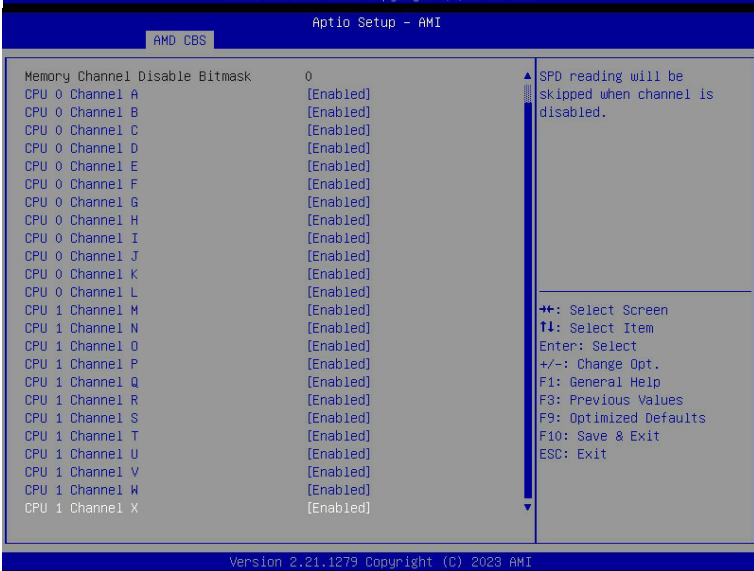 Aptio Setup – AMI
AMD CBS
Memory Channel Disable Bitmask 0
CPU 0 Channel A [Enabled]
CPU 0 Channel B [Enabled]
CPU 0 Channel C [Enabled]
CPU 0 Channel D [Enabled]
CPU 0 Channel E [Enabled]
CPU 0 Channel F [Enabled]
CPU 0 Channel G [Enabled]
CPU 0 Channel H [Enabled]
CPU 0 Channel I [Enabled]
CPU 0 Channel J [Enabled]
CPU 0 Channel K [Enabled]
CPU 0 Channel L [Enabled]
CPU 1 Channel M [Enabled]
CPU 1 Channel N [Enabled]
CPU 1 Channel O [Enabled]
CPU 1 Channel P [Enabled]
CPU 1 Channel Q [Enabled]
CPU 1 Channel R [Enabled]
CPU 1 Channel S [Enabled]
CPU 1 Channel T [Enabled]
CPU 1 Channel U [Enabled]
CPU 1 Channel V [Enabled]
CPU 1 Channel W [Enabled]
CPU 1 Channel X [Enabled]
SPD reading will be
skipped when channel is
disabled.
→←: Select Screen
↑↓: Select Item
Enter: Select
+/-: Change Opt.
F1: General Help
F3: Previous Values
F9: Optimized Defaults
F10: Save & Exit
ESC: Exit
Version 2.21.1279 Copyright (C) 2023 AMI